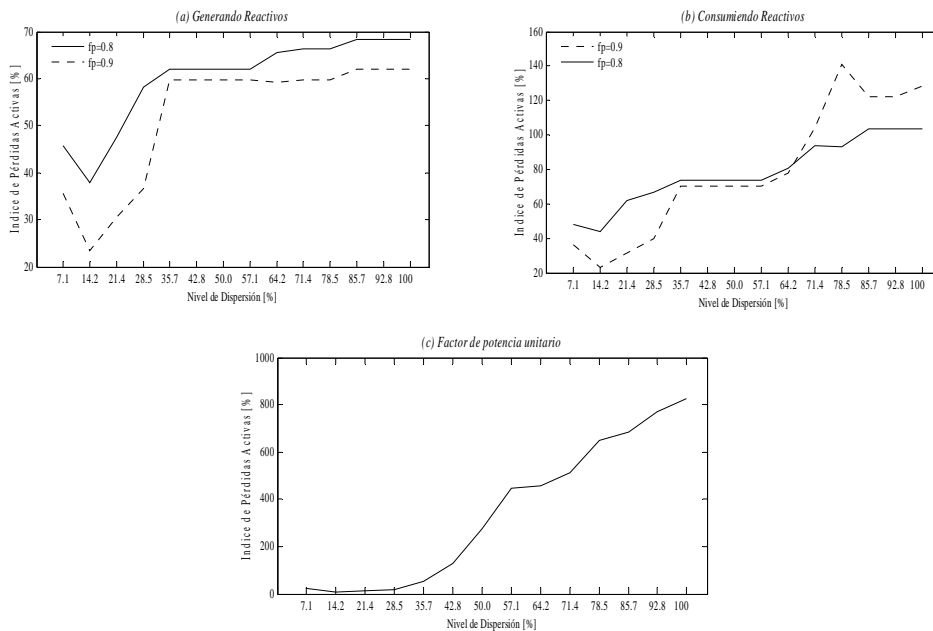 (a) Generando Reactivos
Indice de Pérdidas Activas [%]
70
60
50
40
30
20
fp=0.8
fp=0.9
7.1 14.2 21.4 28.5 35.7 42.8 50.0 57.1 64.2 71.4 78.5 85.7 92.8 100
Nivel de Dispersión [%]
(b) Consumiendo Reactivos
Indice de Pérdidas Activas [%]
160
140
120
100
80
60
40
20
fp=0.9
fp=0.8
7.1 14.2 21.4 28.5 35.7 42.8 50.0 57.1 64.2 71.4 78.5 85.7 92.8 100
Nivel de Dispersión [%]
(c) Factor de potencia unitario
Indice de Pérdidas Activas [%]
1000
800
600
400
200
0
7.1 14.2 21.4 28.5 35.7 42.8 50.0 57.1 64.2 71.4 78.5 85.7 92.8 100
Nivel de Dispersión [%]